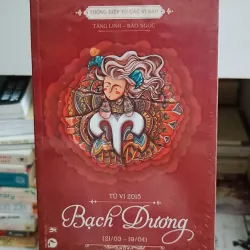 THÔNG ĐIỆP TỪ CÁC VÌ SAO
TĂNG LINH - BẢO NGỌC
TỬ VI 2015
Bạch Dương
(21/03 - 19/04)